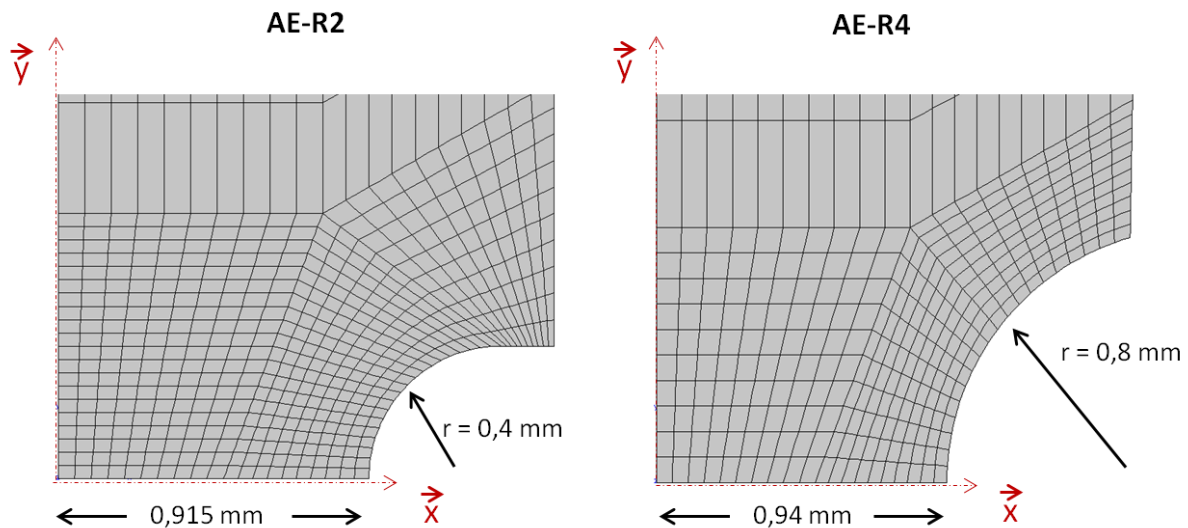 AE-R2
AE-R4
y
y
r = 0,4 mm
r = 0,8 mm
x
x
0,915 mm
0,94 mm